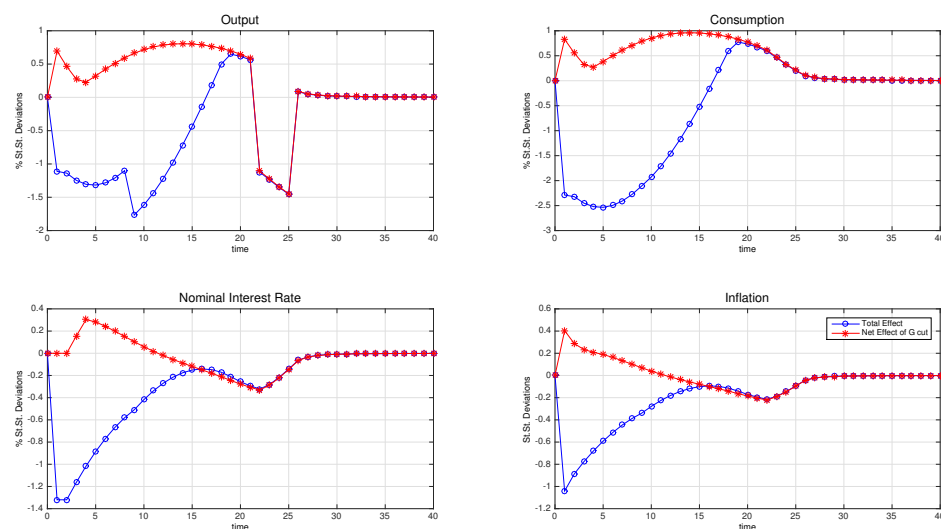 Output
1
0.5
0
-0.5
-1
-1.5
-2
% St.St. Deviations
0 5 10 15 20 25 30 35 40
time
Consumption
1
0.5
0
-0.5
-1
-1.5
-2
-2.5
-3
% St.St. Deviations
0 5 10 15 20 25 30 35 40
time
Nominal Interest Rate
0.4
0.2
0
-0.2
-0.4
-0.6
-0.8
-1
-1.2
-1.4
% St.St. Deviations
0 5 10 15 20 25 30 35 40
time
Inflation
0.6
0.4
0.2
0
-0.2
-0.4
-0.6
-0.8
-1
-1.2
St.St. Deviations
0 5 10 15 20 25 30 35 40
time
Total Effect
Net Effect of G cut